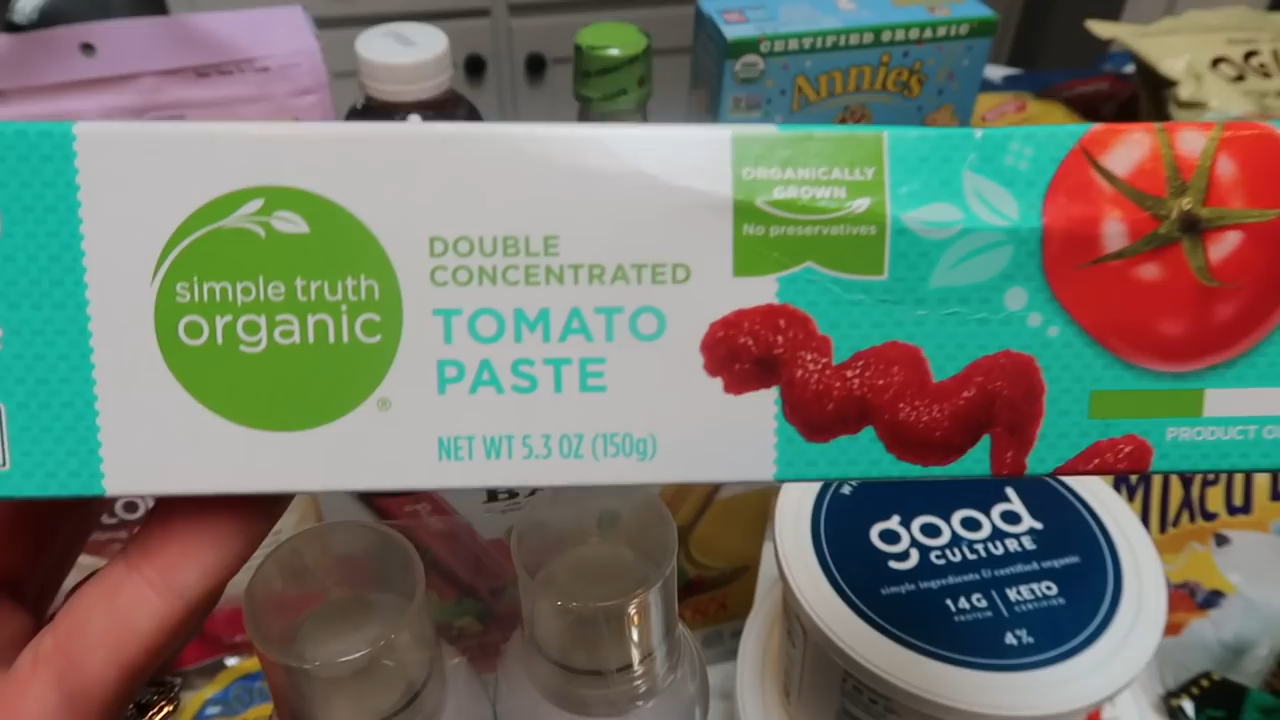 CERTIFIED ORGANIC
Annie's
OG
ORGANICALLY
GROWN
No preservatives
simple truth
organic
®
DOUBLE
CONCENTRATED
TOMATO
PASTE
NET WT 5.3 OZ (150g)
PRODUCT O
good
CULTURE
simple ingredients & certified organic
14G
PROTEIN
KETO
CERTIFIED
4%
Mixed